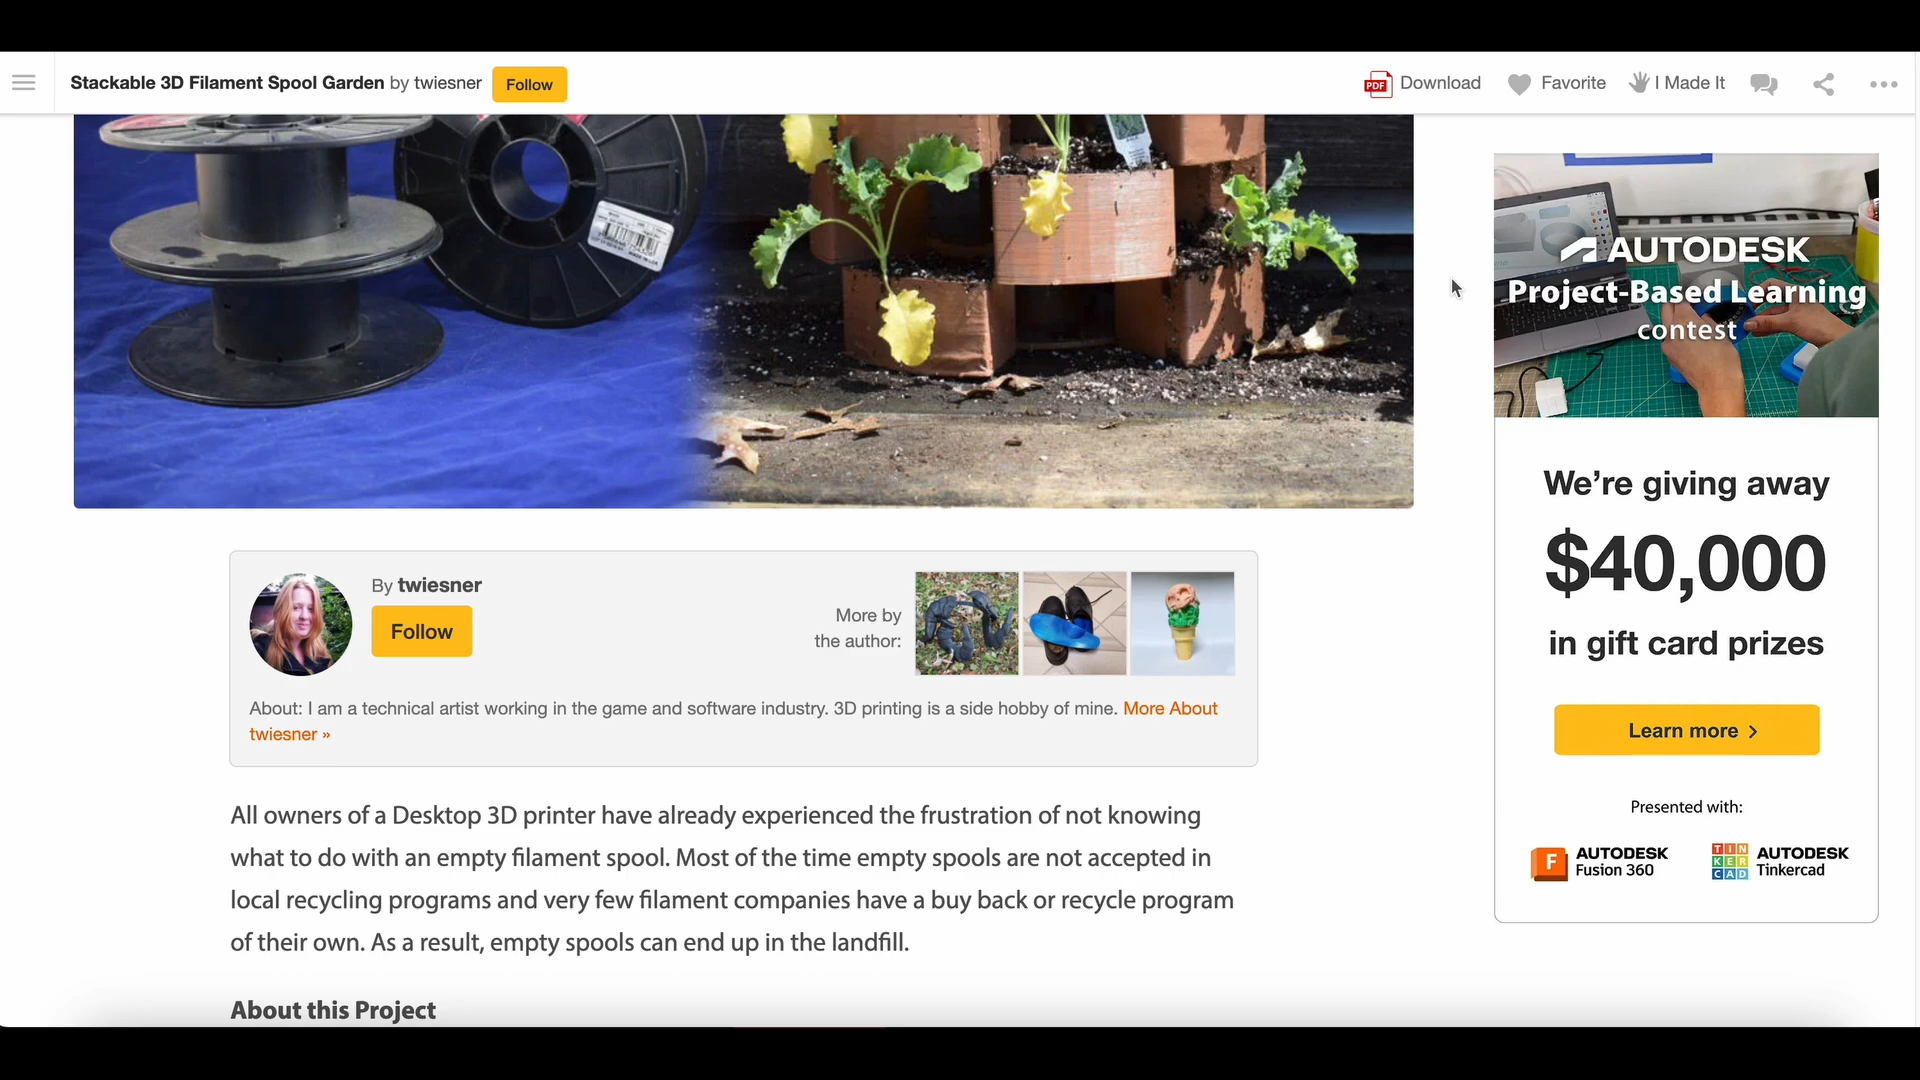 Stackable 3D Filament Spool Garden by twiesner Follow
PDF Download Favorite I Made It
AUTODESK
Project-Based Learning
contest
We're giving away
$40,000
in gift card prizes
Learn more
Presented with:
F AUTODESK
Fusion 360
TIN
KER
CAD
AUTODESK
Tinkercad
By twiesner
Follow
More by
the author:
About: I am a technical artist working in the game and software industry. 3D printing is a side hobby of mine. More About
twiesner »
All owners of a Desktop 3D printer have already experienced the frustration of not knowing
what to do with an empty filament spool. Most of the time empty spools are not accepted in
local recycling programs and very few filament companies have a buy back or recycle program
of their own. As a result, empty spools can end up in the landfill.
About this Project